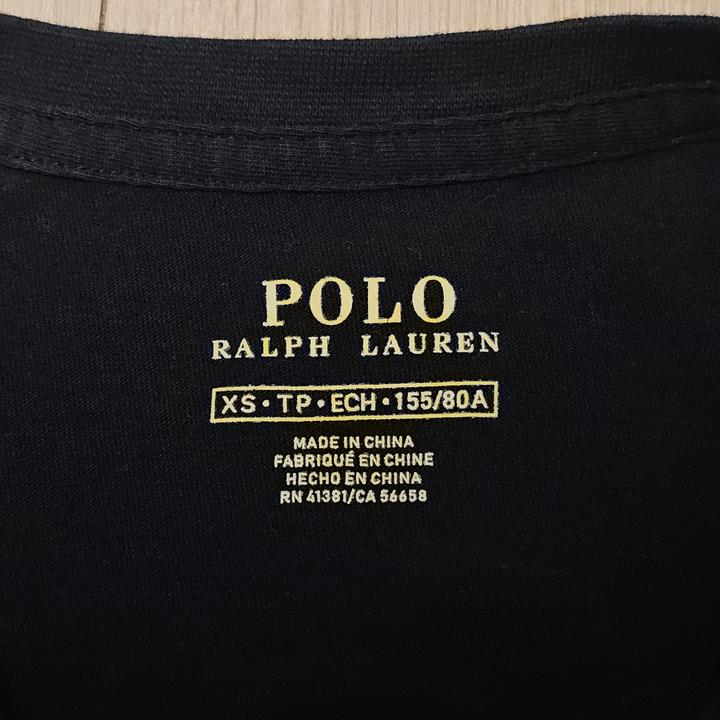 POLO
RALPH LAUREN
XS • TP • ECH • 155/80A
MADE IN CHINA
FABRIQUÉ EN CHINE
HECHO EN CHINA
RN 41381/CA 56658